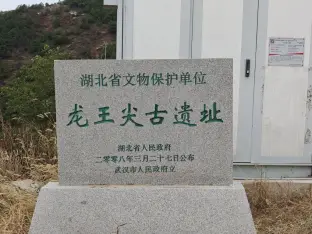 湖北省文物保护单位
龙王尖古遗址
湖北省人民政府
二零零八年三月二十七日公布
武汉市人民政府立